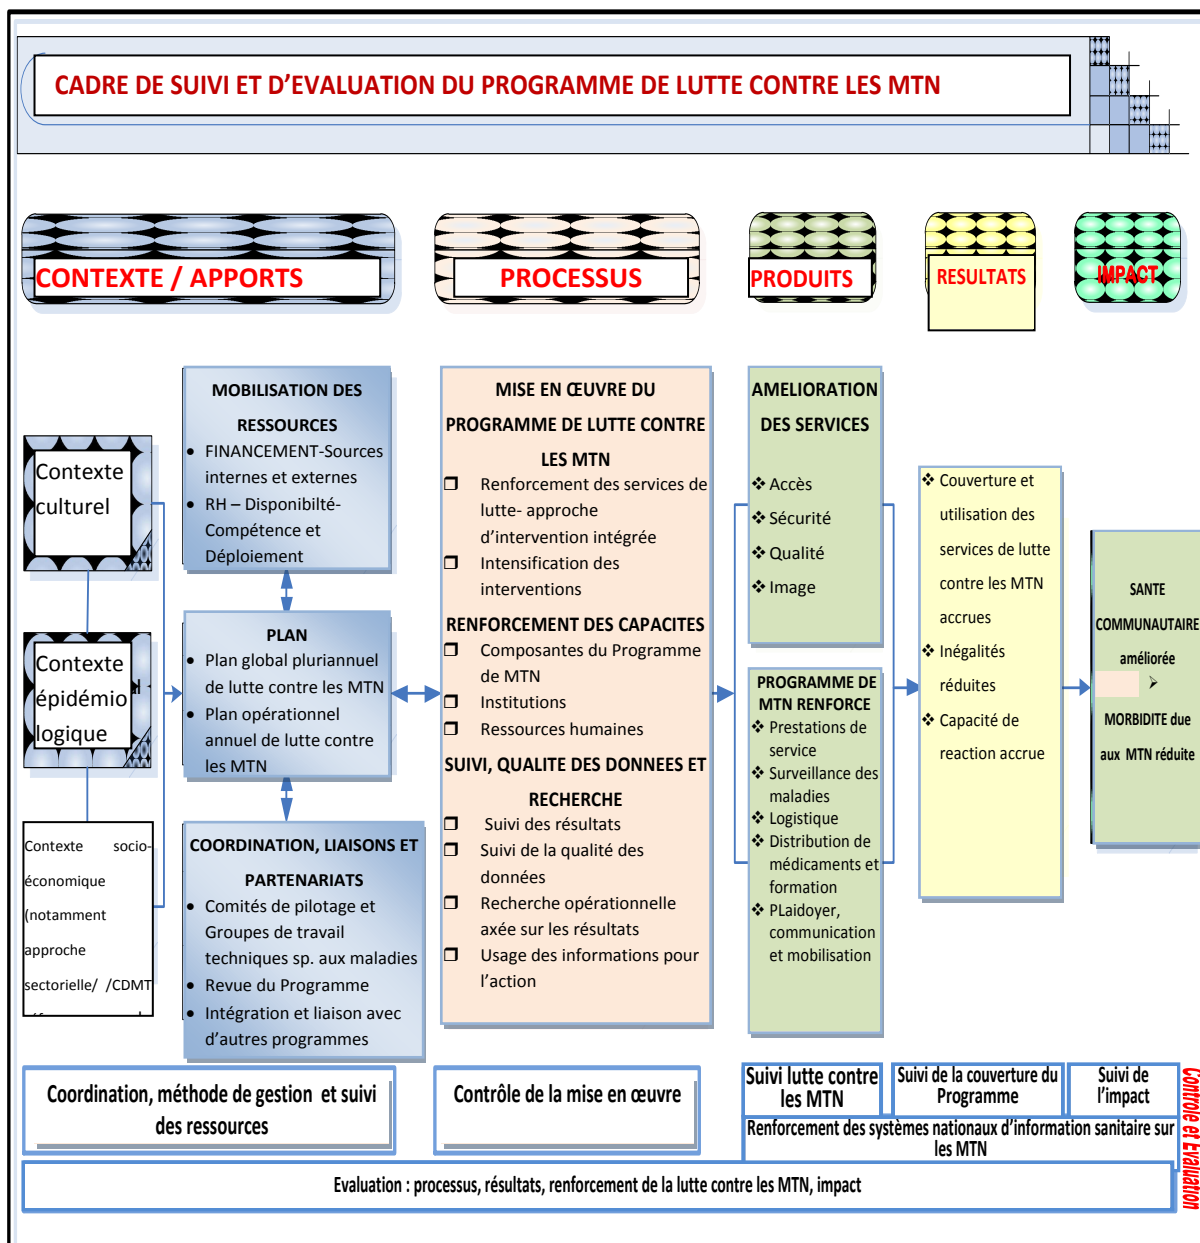 CADRE DE SUIVI ET D'EVALUATION DU PROGRAMME DE LUTTE CONTRE LES MTN
CONTEXTE / APPORTS
PROCESSUS
PRODUITS
RESULTATS
IMPACT
Contexte
culturel
Contexte
épidémio
logique
Contexte socio-
économique
(notamment
approche
sectorielle/ /CDMT
MOBILISATION DES
RESSOURCES
• FINANCEMENT-Sources
internes et externes
• RH – Disponibilté-
Compétence et
Déploiement
PLAN
• Plan global pluriannuel
de lutte contre les MTN
• Plan opérationnel
annuel de lutte contre
les MTN
COORDINATION, LIAISONS ET
PARTENARIATS
• Comités de pilotage et
Groupes de travail
techniques sp. aux maladies
• Revue du Programme
• Intégration et liaison avec
d'autres programmes
MISE EN ŒUVRE DU
PROGRAMME DE LUTTE CONTRE
LES MTN
❒ Renforcement des services de
lutte- approche
d'intervention intégrée
❒ Intensification des
interventions
RENFORCEMENT DES CAPACITES
❒ Composantes du Programme
de MTN
❒ Institutions
❒ Ressources humaines
SUIVI, QUALITE DES DONNEES ET
RECHERCHE
❒ Suivi des résultats
❒ Suivi de la qualité des
données
❒ Recherche opérationnelle
axée sur les résultats
❒ Usage des informations pour
l'action
AMELIORATION
DES SERVICES
❖ Accès
❖ Sécurité
❖ Qualité
❖ Image
PROGRAMME DE
MTN RENFORCE
❖ Prestations de
service
❖ Surveillance des
maladies
❖ Logistique
❖ Distribution de
médicaments et
formation
❖ PLaidoyer,
communication
et mobilisation
❖ Couverture et
utilisation des
services de lutte
contre les MTN
accrues
❖ Inégalités
réduites
❖ Capacité de
reaction accrue
SANTE
COMMUNAUTAIRE
améliorée
➢
MORBIDITE due
aux MTN réduite
Coordination, méthode de gestion et suivi
des ressources
Contrôle de la mise en œuvre
Suivi lutte contre
les MTN
Suivi de la couverture du
Programme
Suivi de
l'impact
Renforcement des systèmes nationaux d'information sanitaire sur
les MTN
Evaluation : processus, résultats, renforcement de la lutte contre les MTN, impact
Controle et Evaluation